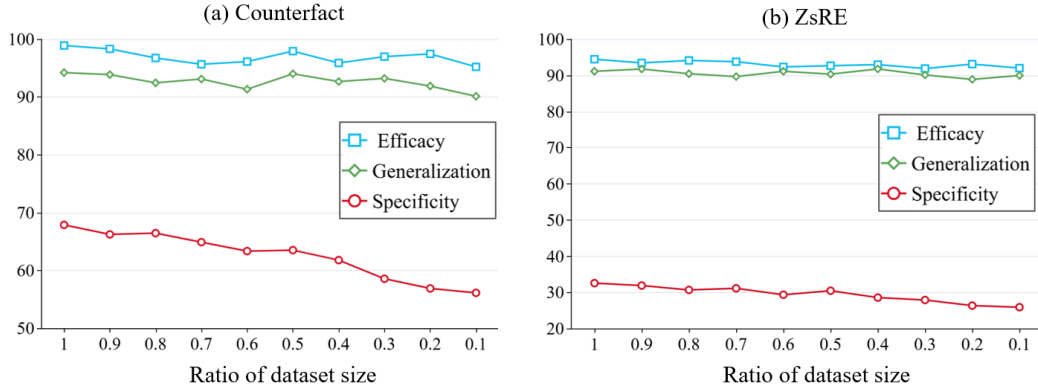 (a) Counterfact
100
90
80
70
60
50
1 0.9 0.8 0.7 0.6 0.5 0.4 0.3 0.2 0.1
Ratio of dataset size
Efficacy
Generalization
Specificity
(b) ZsRE
100
90
80
70
60
50
40
30
20
1 0.9 0.8 0.7 0.6 0.5 0.4 0.3 0.2 0.1
Ratio of dataset size
Efficacy
Generalization
Specificity